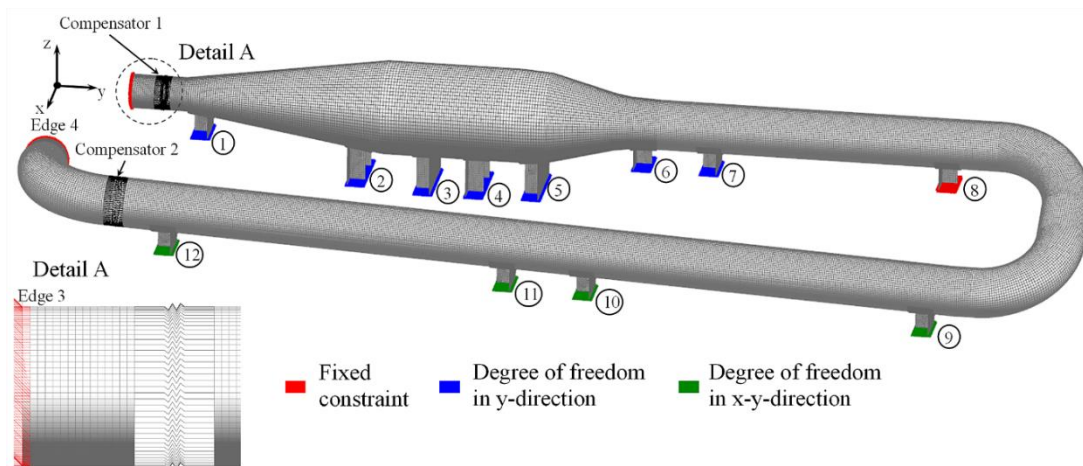 Compensator 1
Detail A
z
y
x
Edge 4
Compensator 2
1
2
3
4
5
6
7
8
9
10
11
12
Detail A
Edge 3
Fixed
constraint
Degree of freedom
in y-direction
Degree of freedom
in x-y-direction